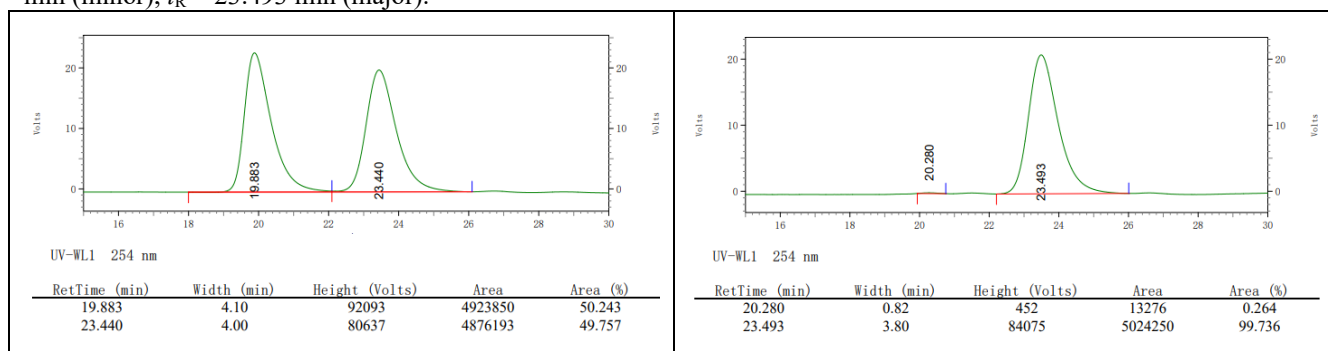 min (minor), tR = 23.493 min (major).
20
10
0
Volts
19.883
23.440
20
10
0
Volts
16 18 20 22 24 26 28 30
UV-WL1 254 nm
RetTime (min) Width (min) Height (Volts) Area Area (%)
19.883 4.10 92093 4923850 50.243
23.440 4.00 80637 4876193 49.757
20
10
0
Volts
20.280
23.493
20
10
0
Volts
16 18 20 22 24 26 28 30
UV-WL1 254 nm
RetTime (min) Width (min) Height (Volts) Area Area (%)
20.280 0.82 452 13276 0.264
23.493 3.80 84075 5024250 99.736